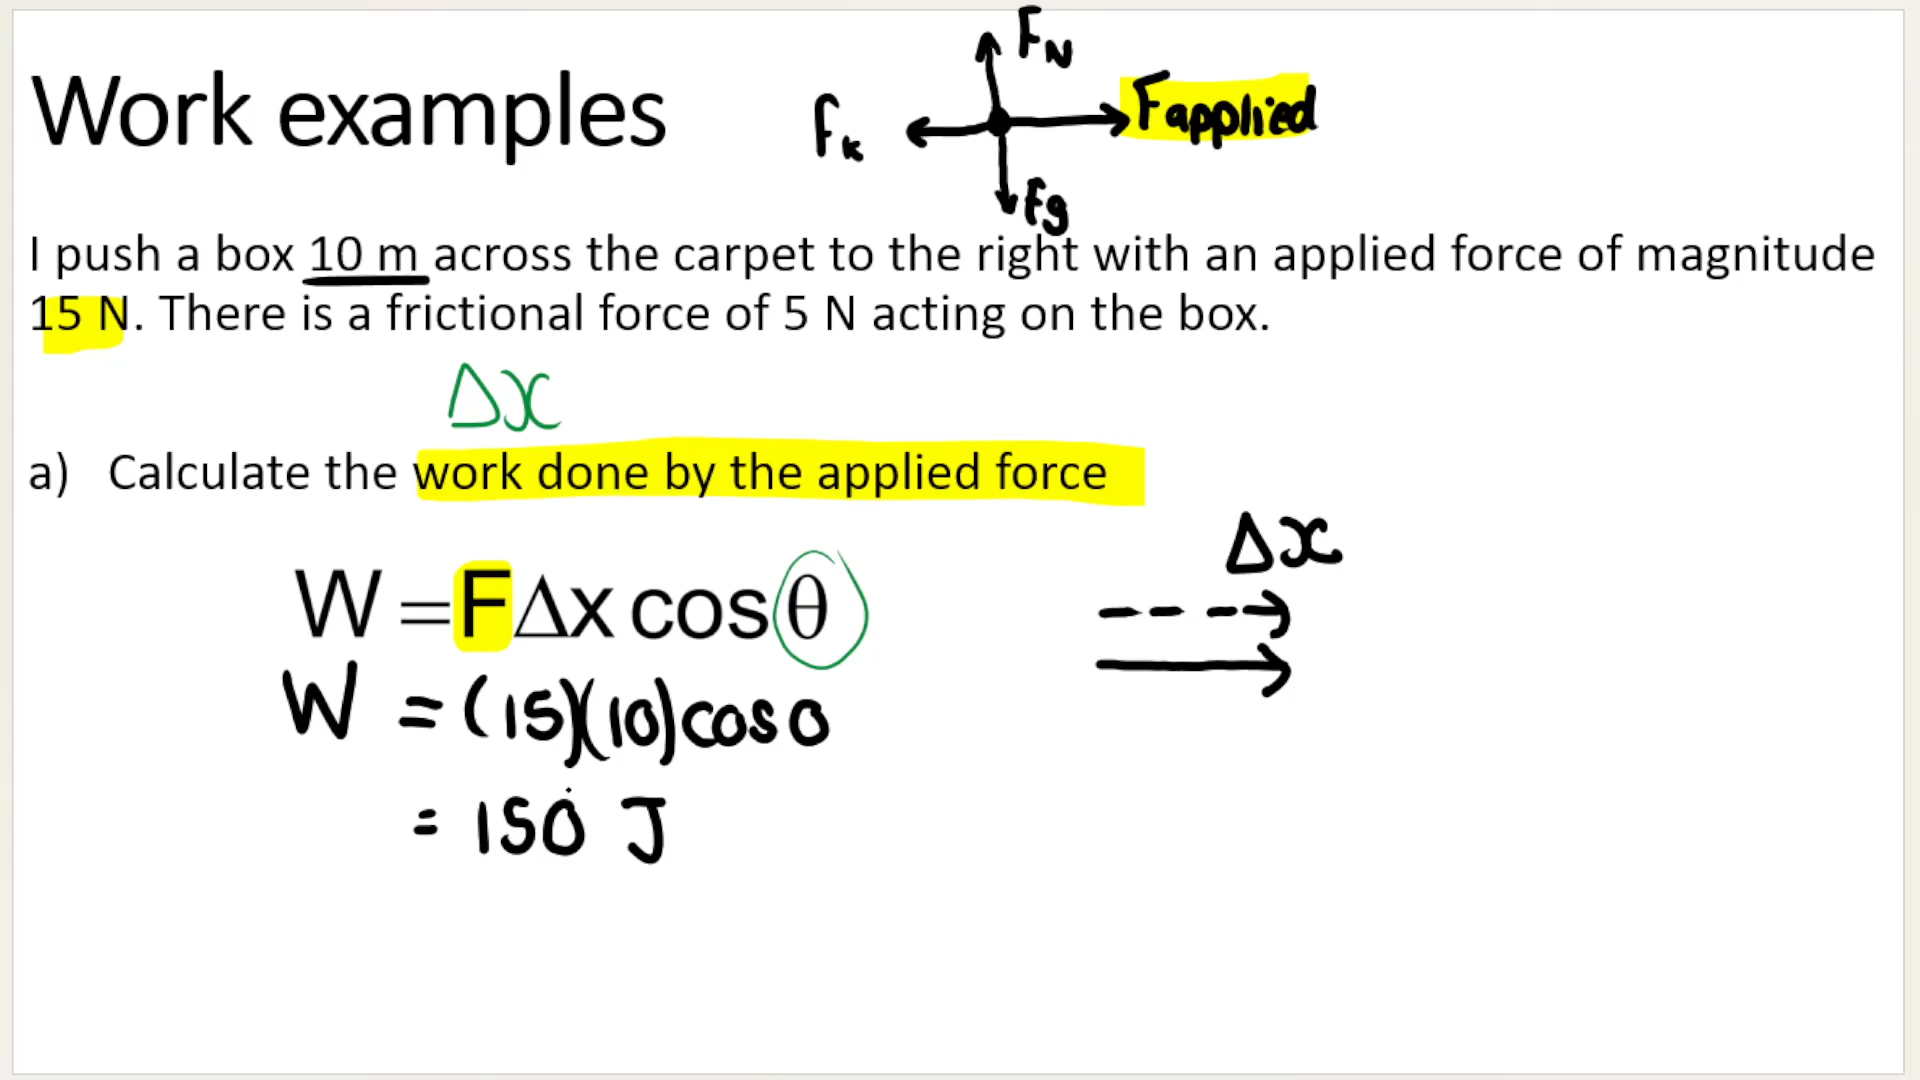 Work examples
F_N
f_k
Fapplied
Fg
I push a box 10 m across the carpet to the right with an applied force of magnitude
15 N. There is a frictional force of 5 N acting on the box.
Δx
a) Calculate the work done by the applied force
Δx
W = FΔx cos θ
W = (15)(10)cos 0
= 150 J